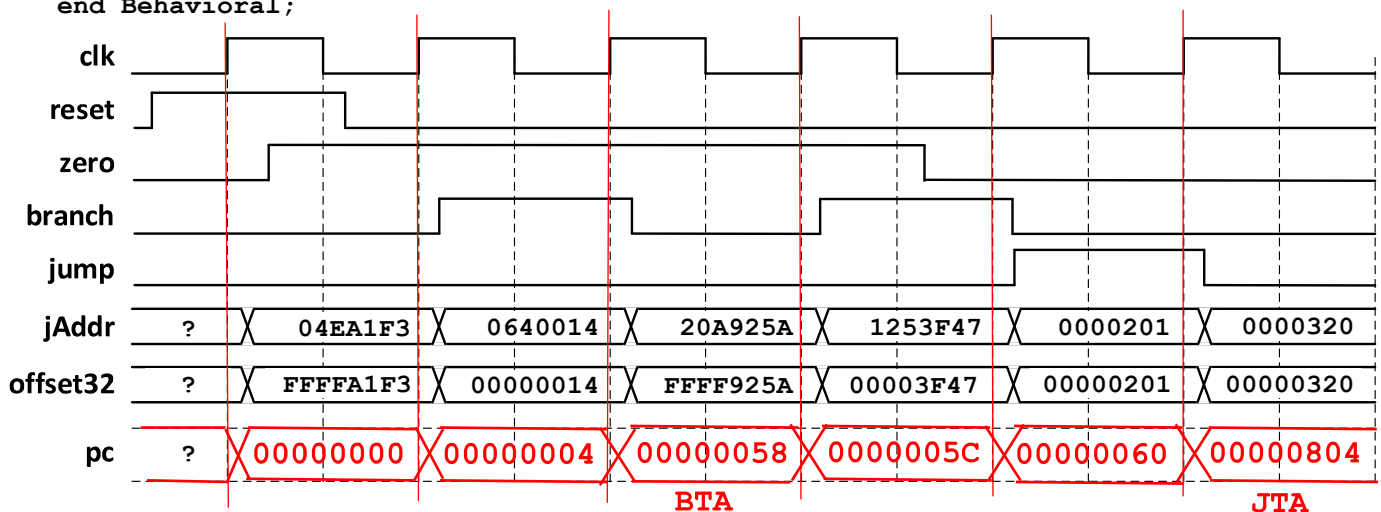 end Behavioral;
clk
reset
zero
branch
jump
jAddr ? 04EA1F3 0640014 20A925A 1253F47 0000201 0000320
offset32 ? FFFFA1F3 00000014 FFFF925A 00003F47 00000201 00000320
pc ? 00000000 00000004 00000058 0000005C 00000060 00000804
BTA JTA